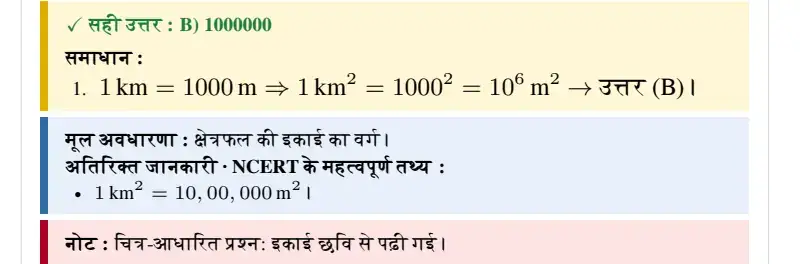 ✓ सही उत्तर : B) 1000000
समाधान :
1. 1 km = 1000 m ⇒ 1 km² = 1000² = 10⁶ m² → उत्तर (B)।
मूल अवधारणा : क्षेत्रफल की इकाई का वर्ग।
अतिरिक्त जानकारी · NCERT के महत्वपूर्ण तथ्य :
• 1 km² = 10, 00, 000 m²।
नोट : चित्र-आधारित प्रश्न: इकाई छवि से पढ़ी गई।